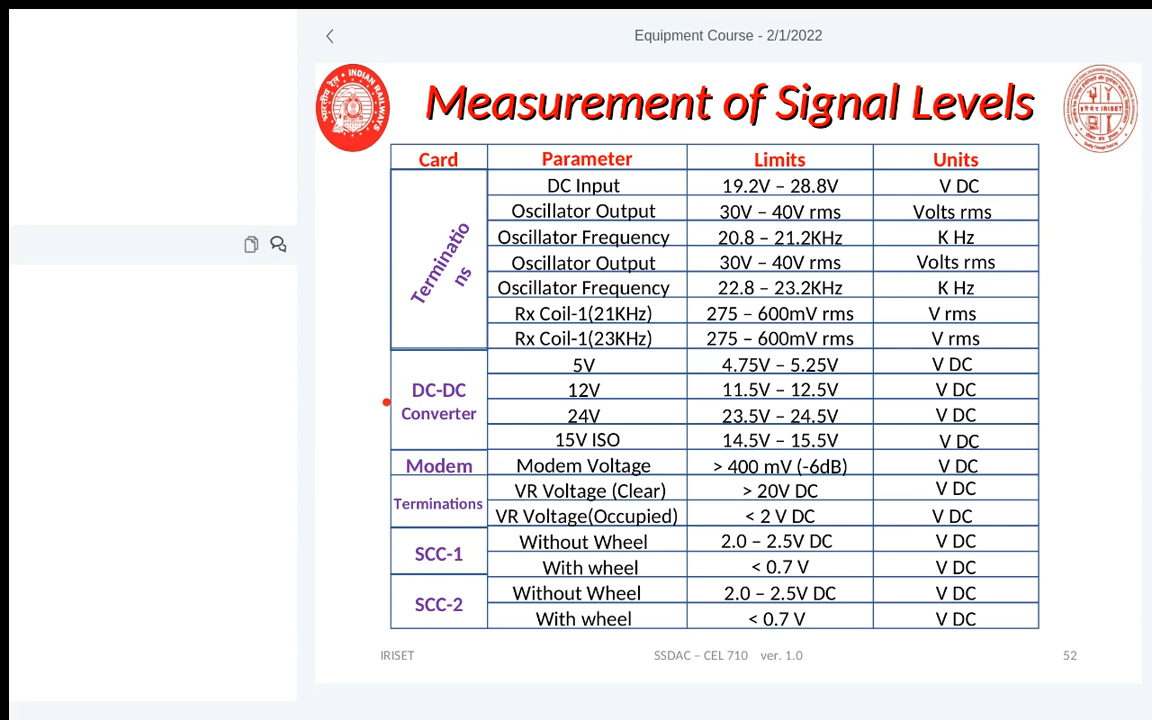 Equipment Course - 2/1/2022
INDIAN RAILWAYS
भारतीय रेल
IRISET
Measurement of Signal Levels
Card Parameter Limits Units
Terminatio
ns
DC Input 19.2V – 28.8V V DC
Oscillator Output 30V – 40V rms Volts rms
Oscillator Frequency 20.8 – 21.2KHz K Hz
Oscillator Output 30V – 40V rms Volts rms
Oscillator Frequency 22.8 – 23.2KHz K Hz
Rx Coil-1(21KHz) 275 – 600mV rms V rms
Rx Coil-1(23KHz) 275 – 600mV rms V rms
DC-DC
Converter
5V 4.75V – 5.25V V DC
12V 11.5V – 12.5V V DC
24V 23.5V – 24.5V V DC
15V ISO 14.5V – 15.5V V DC
Modem Modem Voltage > 400 mV (-6dB) V DC
Terminations
VR Voltage (Clear) > 20V DC V DC
VR Voltage(Occupied) < 2 V DC V DC
SCC-1
Without Wheel 2.0 – 2.5V DC V DC
With wheel < 0.7 V V DC
SCC-2
Without Wheel 2.0 – 2.5V DC V DC
With wheel < 0.7 V V DC
IRISET SSDAC – CEL 710 ver. 1.0 52